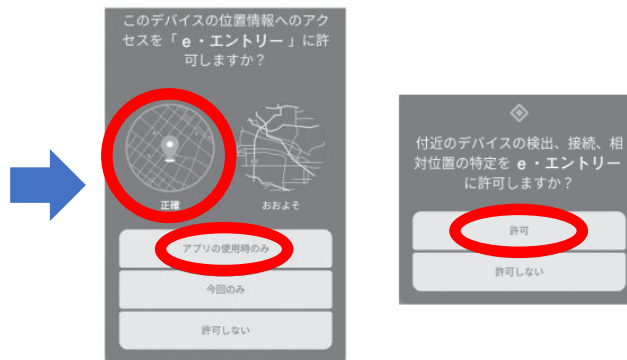 このデバイスの位置情報へのアク
セスを「 e・エントリー 」に許
可しますか？
正確
おおよそ
アプリの使用時のみ
今回のみ
許可しない
付近のデバイスの検出、接続、相
対位置の特定を e・エントリー
に許可しますか？
許可
許可しない